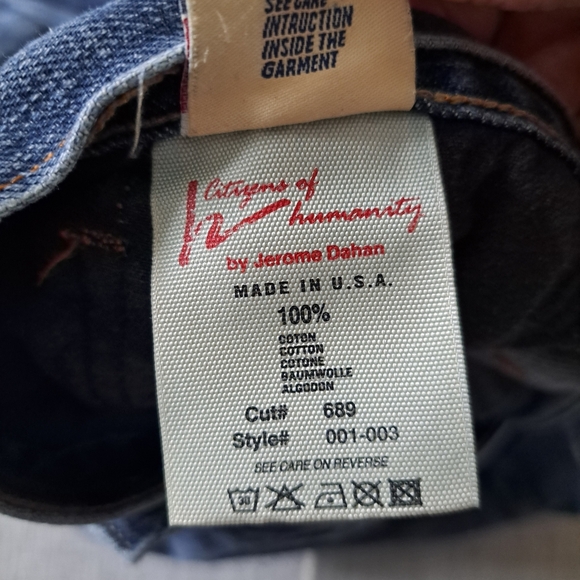 SEE CARE
INTRUCTION
INSIDE THE
GARMENT
Citizens of
humanity
by Jerome Dahan
MADE IN U.S.A.
100%
COTON
COTTON
COTONE
BAUMWOLLE
ALGODON
Cut# 689
Style# 001-003
SEE CARE ON REVERSE
30